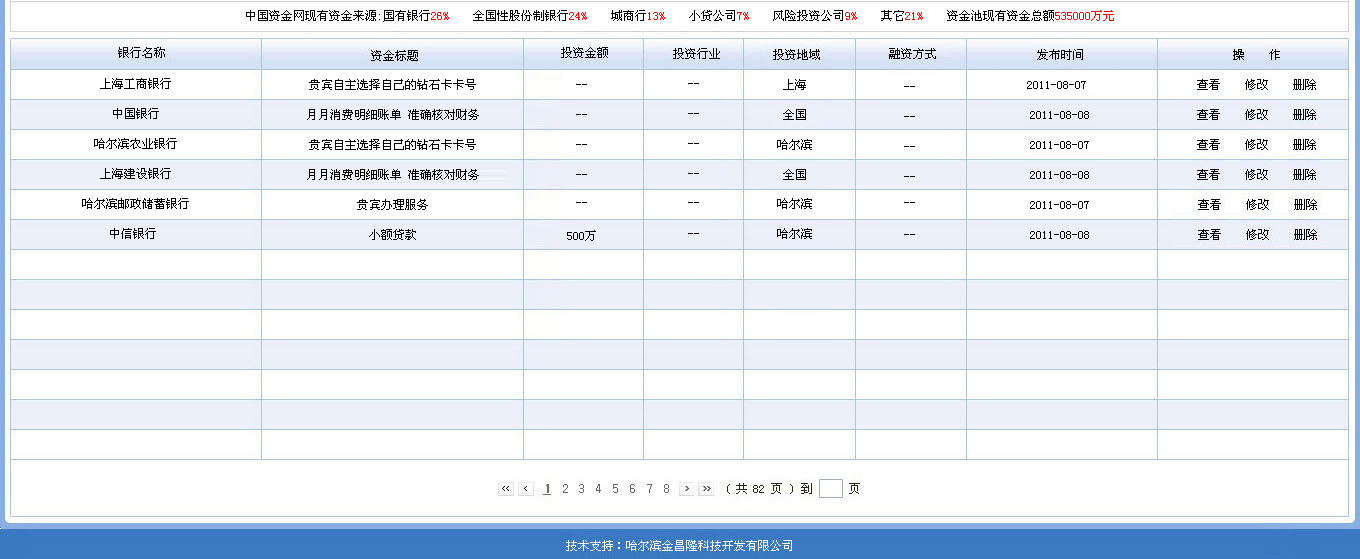 中国资金网现有资金来源:国有银行26% 全国性股份制银行24% 城商行13% 小贷公司7% 风险投资公司9% 其它21% 资金池现有资金总额535000万元
银行名称 资金标题 投资金额 投资行业 投资地域 融资方式 发布时间 操 作
上海工商银行 贵宾自主选择自己的钻石卡卡号 -- -- 上海 -- 2011-08-07 查看 修改 删除
中国银行 月月消费明细账单 准确核对财务 -- -- 全国 -- 2011-08-08 查看 修改 删除
哈尔滨农业银行 贵宾自主选择自己的钻石卡卡号 -- -- 哈尔滨 -- 2011-08-07 查看 修改 删除
上海建设银行 月月消费明细账单 准确核对财务 -- -- 全国 -- 2011-08-08 查看 修改 删除
哈尔滨邮政储蓄银行 贵宾办理服务 -- -- 哈尔滨 -- 2011-08-07 查看 修改 删除
中信银行 小额贷款 500万 -- 哈尔滨 -- 2011-08-08 查看 修改 删除
« ‹ 1 2 3 4 5 6 7 8 › » ( 共 82 页 ) 到 页
技术支持：哈尔滨金昌隆科技开发有限公司